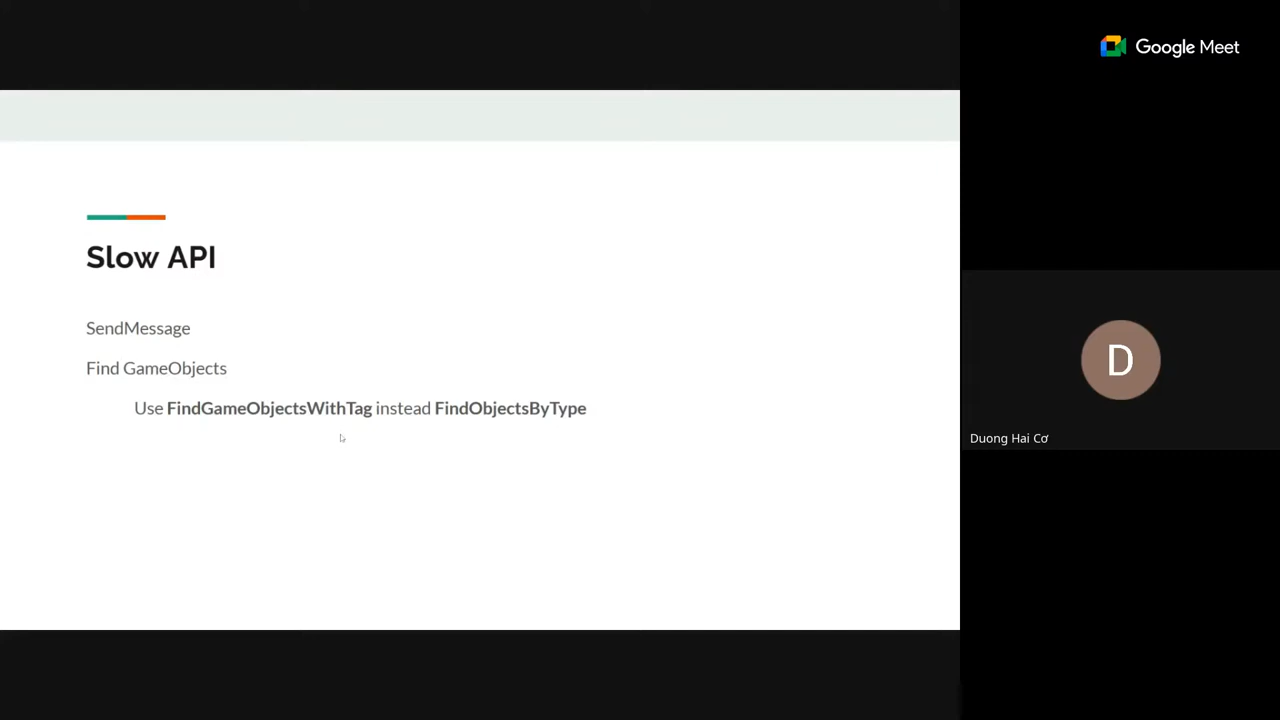 Google Meet
Slow API
SendMessage
Find GameObjects
Use FindGameObjectsWithTag instead FindObjectsByType
D
Duong Hai Cơ